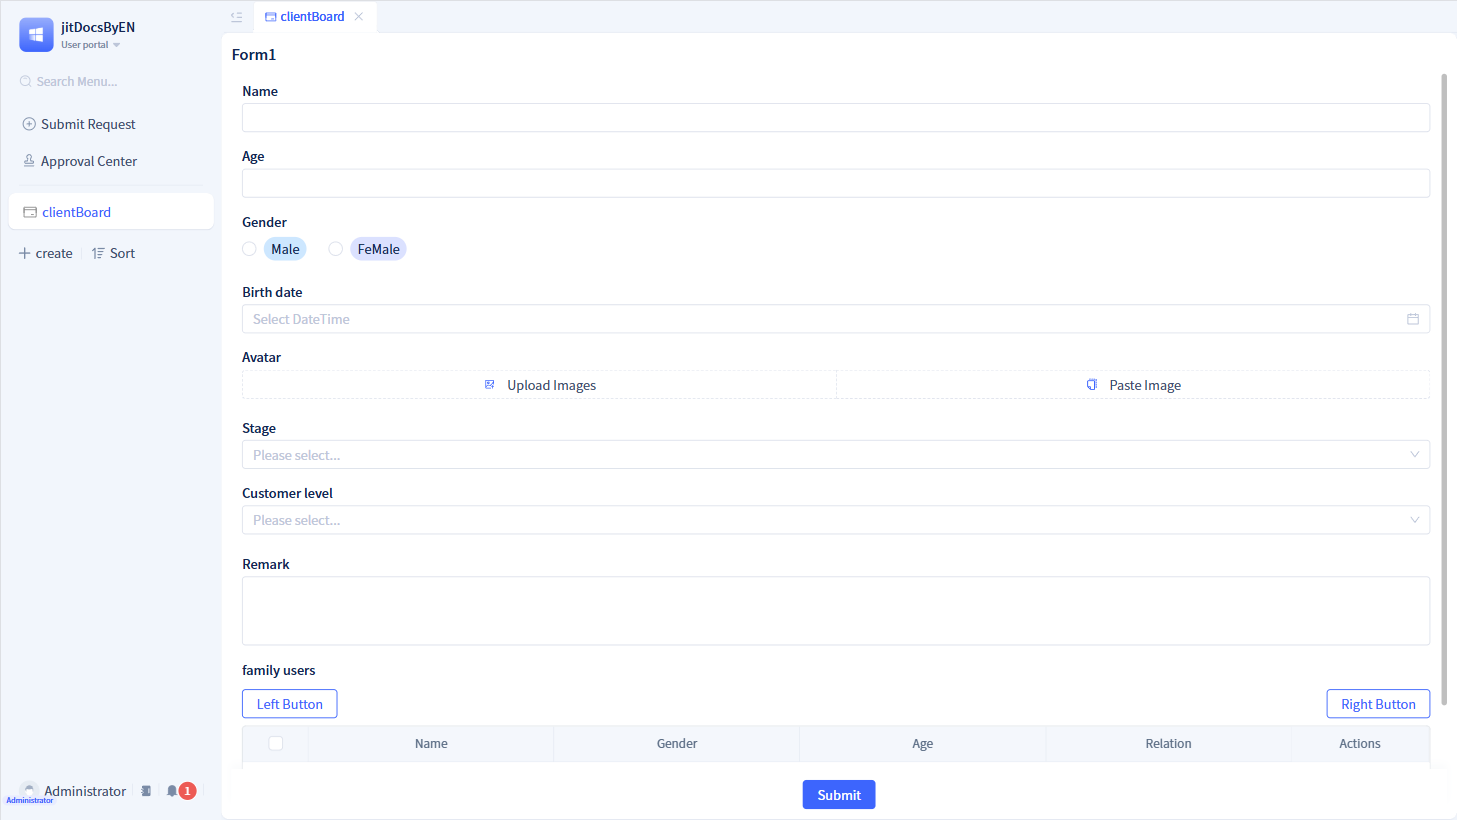 jitDocsByEN
User portal
Search Menu...
Submit Request
Approval Center
clientBoard
create
Sort
Administrator
1
Administrator
clientBoard
Form1
Name
Age
Gender
Male
FeMale
Birth date
Select DateTime
Avatar
Upload Images
Paste Image
Stage
Please select...
Customer level
Please select...
Remark
family users
Left Button
Right Button
Name
Gender
Age
Relation
Actions
Submit